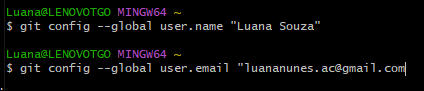 Luana@LENOVOTGO MINGW64 ~
$ git config --global user.name "Luana Souza"
Luana@LENOVOTGO MINGW64 ~
$ git config --global user.email "luananunes.ac@gmail.com